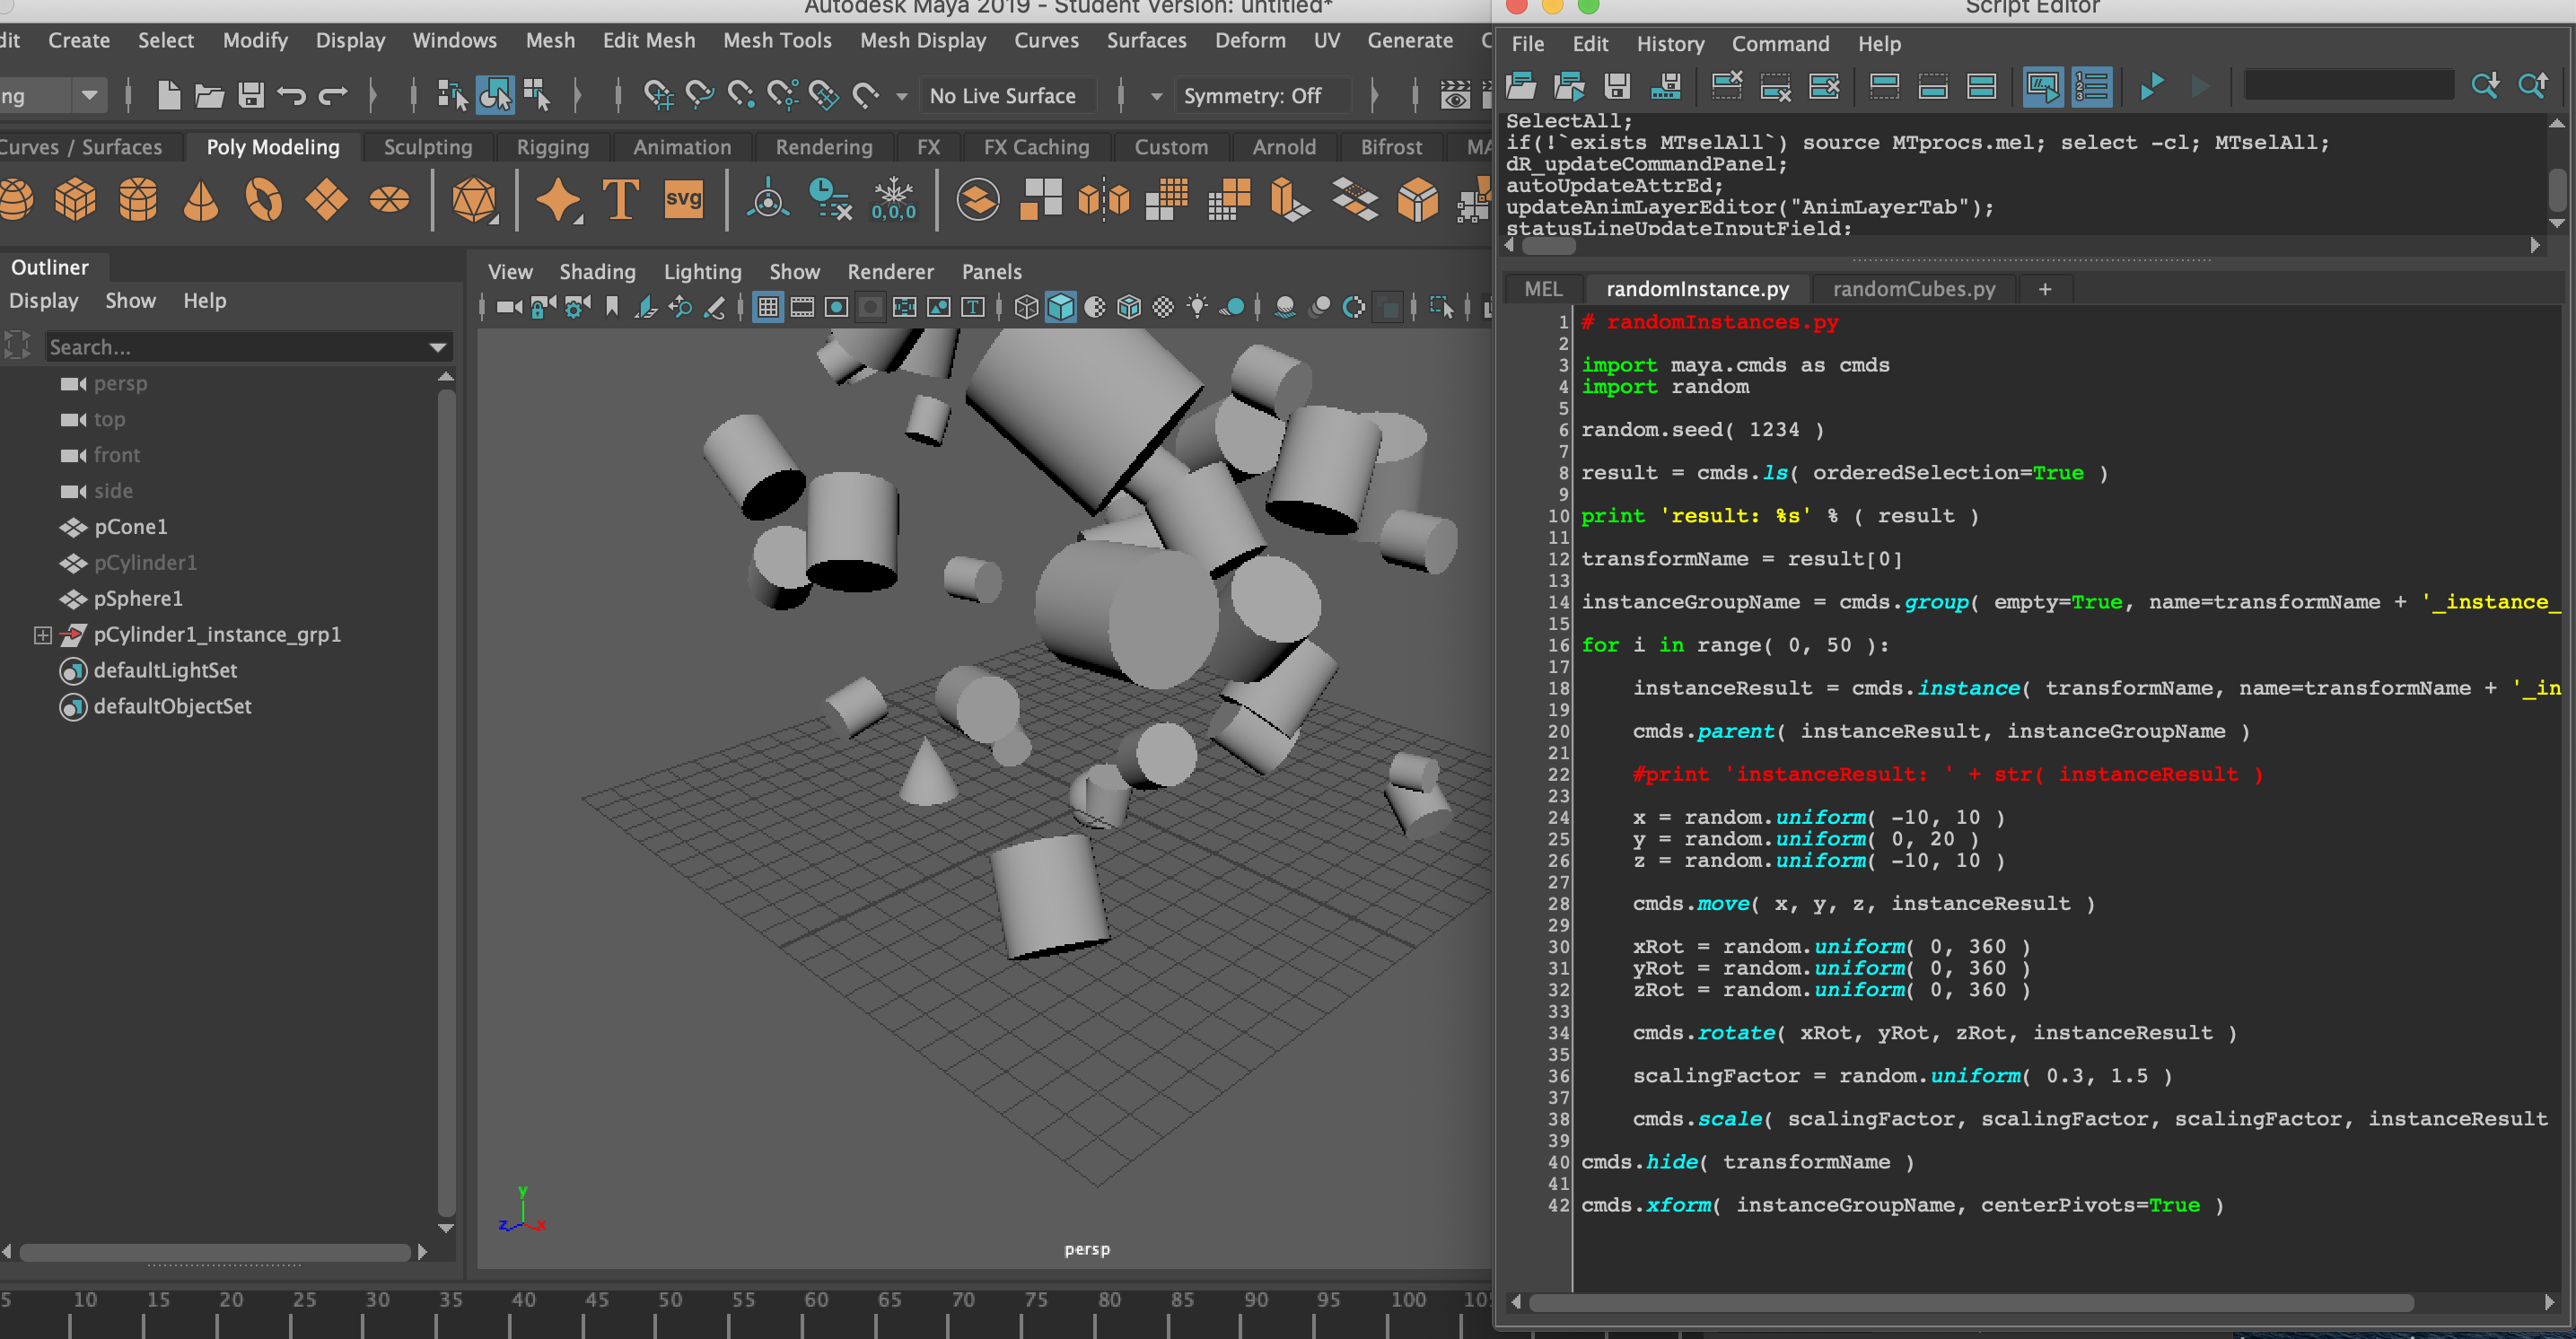 Autodesk Maya 2019 - Student Version: untitled*
Script Editor
dit Create Select Modify Display Windows Mesh Edit Mesh Mesh Tools Mesh Display Curves Surfaces Deform UV Generate
File Edit History Command Help
ng No Live Surface Symmetry: Off
SelectAll;
if(!`exists MTselAll`) source MTprocs.mel; select -cl; MTselAll;
dR_updateCommandPanel;
autoUpdateAttrEd;
updateAnimLayerEditor("AnimLayerTab");
statusLineUpdateInputField;
Curves / Surfaces Poly Modeling Sculpting Rigging Animation Rendering FX FX Caching Custom Arnold Bifrost MA
T svg 0,0,0
Outliner
Display Show Help
Search...
persp
top
front
side
pCone1
pCylinder1
pSphere1
pCylinder1_instance_grp1
defaultLightSet
defaultObjectSet
View Shading Lighting Show Renderer Panels
y
z x
persp
MEL randomInstance.py randomCubes.py +
1 # randomInstances.py
2
3 import maya.cmds as cmds
4 import random
5
6 random.seed( 1234 )
7
8 result = cmds.ls( orderedSelection=True )
9
10 print 'result: %s' % ( result )
11
12 transformName = result[0]
13
14 instanceGroupName = cmds.group( empty=True, name=transformName + '_instance_
15
16 for i in range( 0, 50 ):
17
18 instanceResult = cmds.instance( transformName, name=transformName + '_in
19
20 cmds.parent( instanceResult, instanceGroupName )
21
22 #print 'instanceResult: ' + str( instanceResult )
23
24 x = random.uniform( -10, 10 )
25 y = random.uniform( 0, 20 )
26 z = random.uniform( -10, 10 )
27
28 cmds.move( x, y, z, instanceResult )
29
30 xRot = random.uniform( 0, 360 )
31 yRot = random.uniform( 0, 360 )
32 zRot = random.uniform( 0, 360 )
33
34 cmds.rotate( xRot, yRot, zRot, instanceResult )
35
36 scalingFactor = random.uniform( 0.3, 1.5 )
37
38 cmds.scale( scalingFactor, scalingFactor, scalingFactor, instanceResult
39
40 cmds.hide( transformName )
41
42 cmds.xform( instanceGroupName, centerPivots=True )
5 10 15 20 25 30 35 40 45 50 55 60 65 70 75 80 85 90 95 100 105